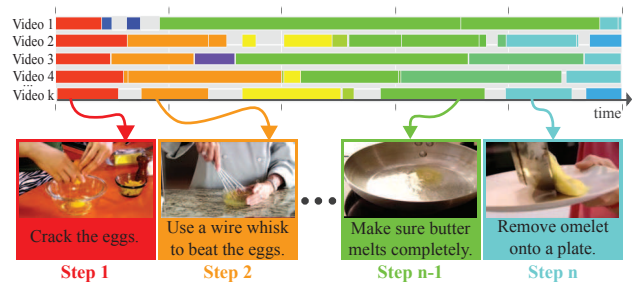 Video 1
Video 2
Video 3
Video 4
...
Video k
time
Crack the eggs.
Use a wire whisk
to beat the eggs.
Make sure butter
melts completely.
Remove omelet
onto a plate.
Step 1
Step 2
Step n-1
Step n